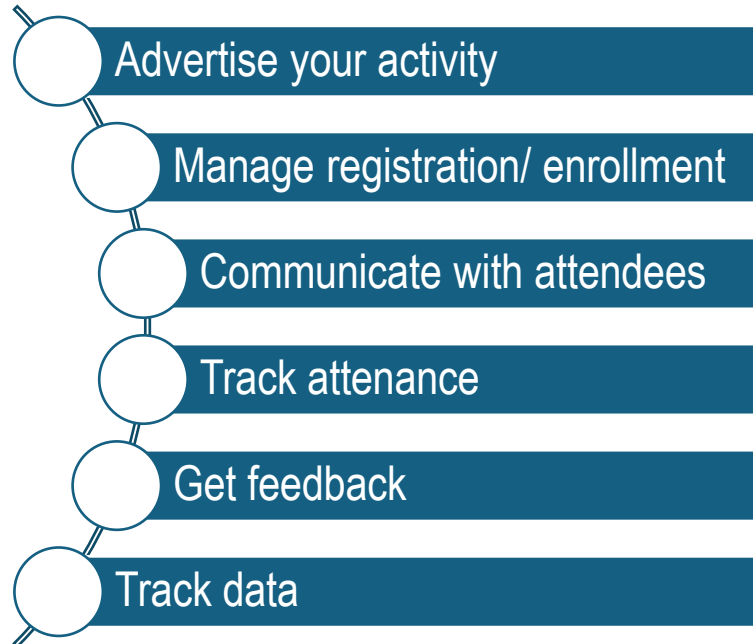 Advertise your activity
Manage registration/ enrollment
Communicate with attendees
Track attenance
Get feedback
Track data